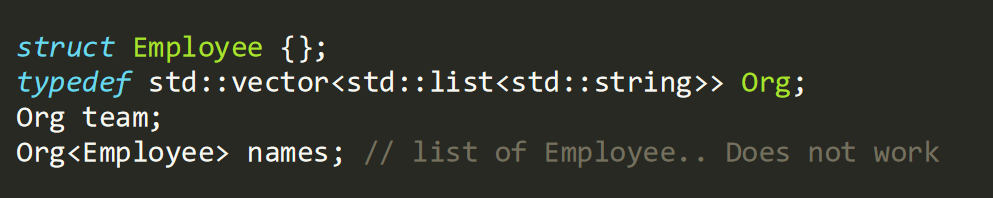 struct Employee {};
typedef std::vector<std::list<std::string>> Org;
Org team;
Org<Employee> names; // list of Employee.. Does not work